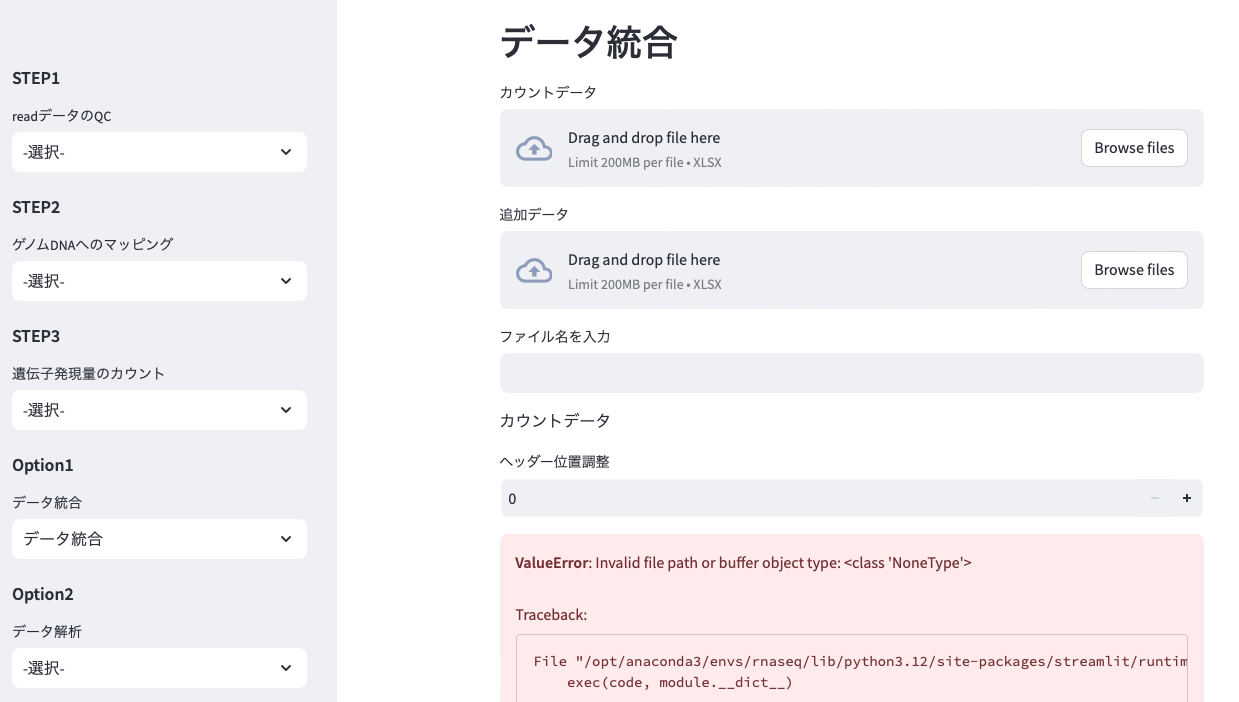 STEP1
readデータのQC
-選択-
STEP2
ゲノムDNAへのマッピング
-選択-
STEP3
遺伝子発現量のカウント
-選択-
Option1
データ統合
データ統合
Option2
データ解析
-選択-
データ統合
カウントデータ
Drag and drop file here
Limit 200MB per file • XLSX
Browse files
追加データ
Drag and drop file here
Limit 200MB per file • XLSX
Browse files
ファイル名を入力
カウントデータ
ヘッダー位置調整
0
ValueError: Invalid file path or buffer object type: <class 'NoneType'>
Traceback:
File "/opt/anaconda3/envs/rnaseq/lib/python3.12/site-packages/streamlit/runtim
exec(code, module.__dict__)